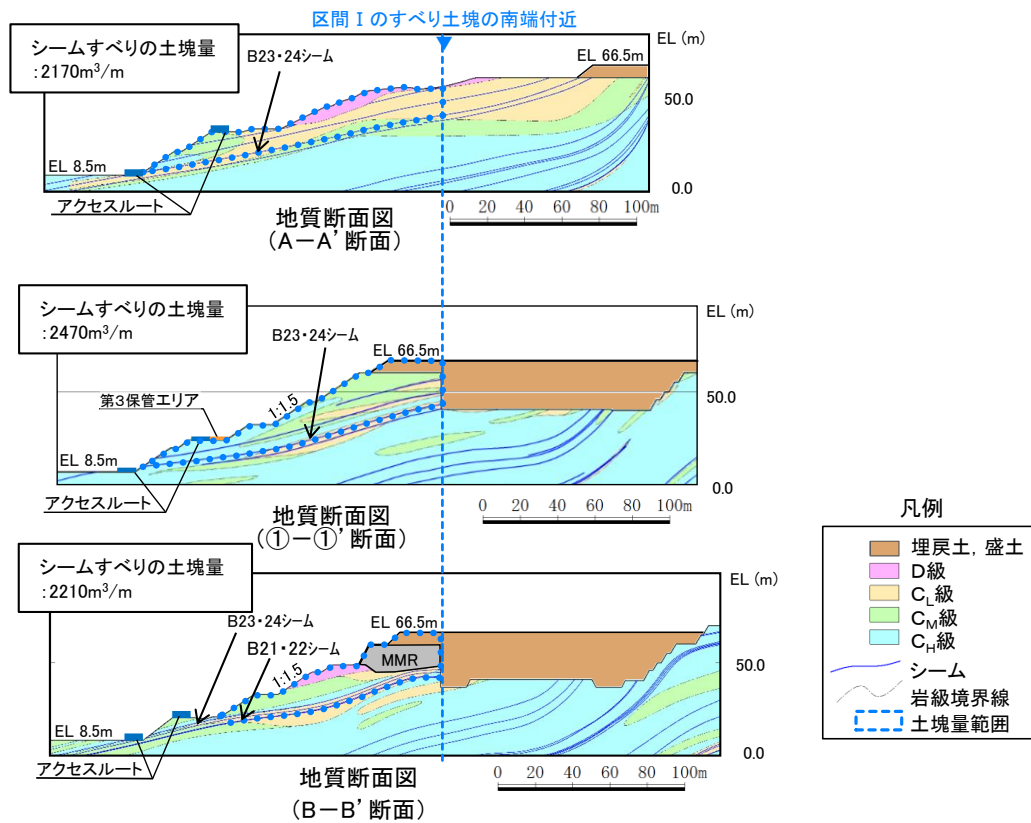 区間Ⅰのすべり土塊の南端付近
シームすべりの土塊量
:2170m³/m
B23・24シーム
EL (m)
EL 66.5m
50.0
EL 8.5m
0.0
アクセスルート
地質断面図
(A-A'断面)
0 20 40 60 80 100m
シームすべりの土塊量
:2470m³/m
B23・24シーム
EL (m)
EL 66.5m
第3保管エリア
1:1.5
50.0
EL 8.5m
0.0
アクセスルート
地質断面図
(①-①'断面)
0 20 40 60 80 100m
シームすべりの土塊量
:2210m³/m
B23・24シーム
B21・22シーム
EL (m)
EL 66.5m
MMR
1:1.5
50.0
EL 8.5m
0.0
アクセスルート
地質断面図
(B-B'断面)
0 20 40 60 80 100m
凡例
埋戻土, 盛土
D級
C_L級
C_M級
C_H級
シーム
岩級境界線
土塊量範囲